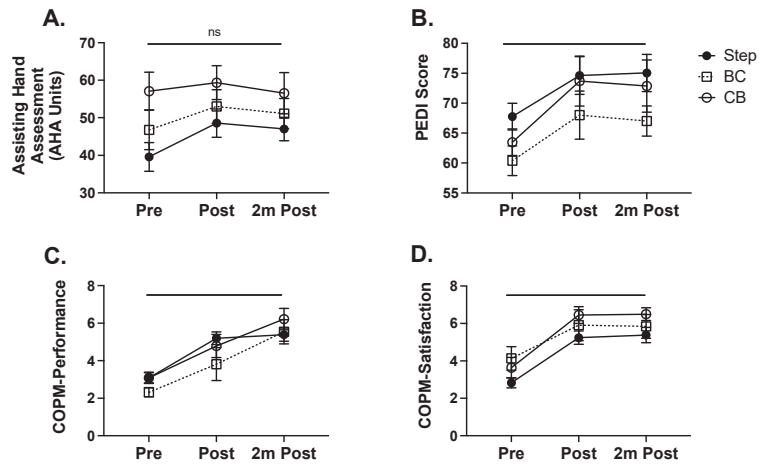 A.
ns
Assisting Hand
Assessment
(AHA Units)
70
60
50
40
30
Pre Post 2m Post
B.
PEDI Score
80
75
70
65
60
55
Pre Post 2m Post
Step
BC
CB
C.
COPM-Performance
8
6
4
2
0
Pre Post 2m Post
D.
COPM-Satisfaction
8
6
4
2
0
Pre Post 2m Post